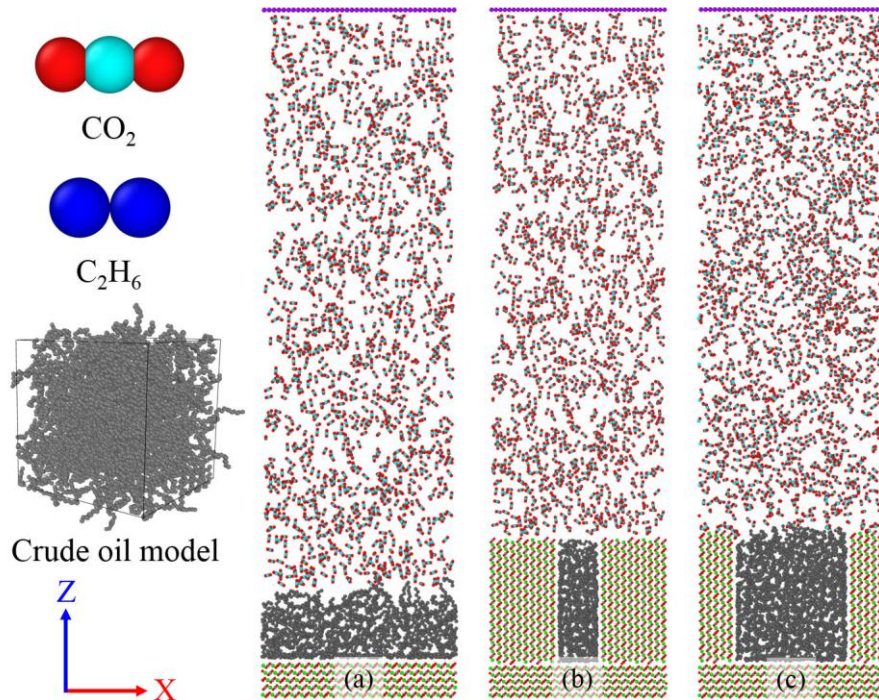 CO₂
C₂H₆
Crude oil model
Z
X
(a)
(b)
(c)